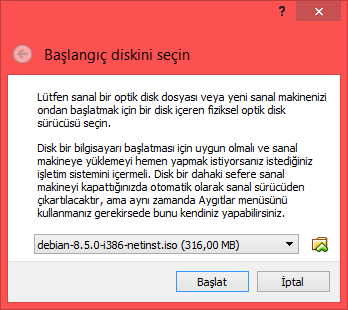 ?
Başlangıç diskini seçin
Lütfen sanal bir optik disk dosyası veya yeni sanal makinenizi
ondan başlatmak için bir disk içeren fiziksel optik disk
sürücüsü seçin.
Disk bir bilgisayarı başlatması için uygun olmalı ve sanal
makineye yüklemeyi hemen yapmak istiyorsanız istediğiniz
işletim sistemini içermeli. Disk bir dahaki sefere sanal
makineyi kapattığınızda otomatik olarak sanal sürücüden
çıkartılacaktır, ama aynı zamanda Aygıtlar menüsünü
kullanmanız gerekirsede bunu kendiniz yapabilirsiniz.
debian-8.5.0-i386-netinst.iso (316,00 MB)
Başlat İptal